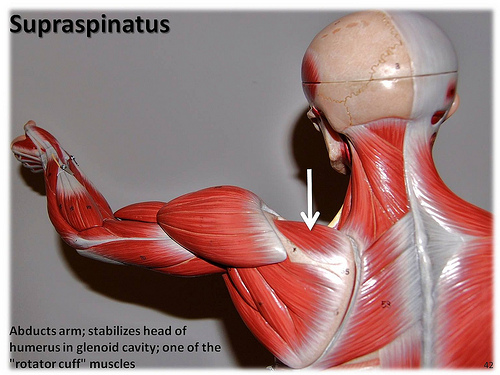 Supraspinatus
Abducts arm; stabilizes head of
humerus in glenoid cavity; one of the
"rotator cuff" muscles
42